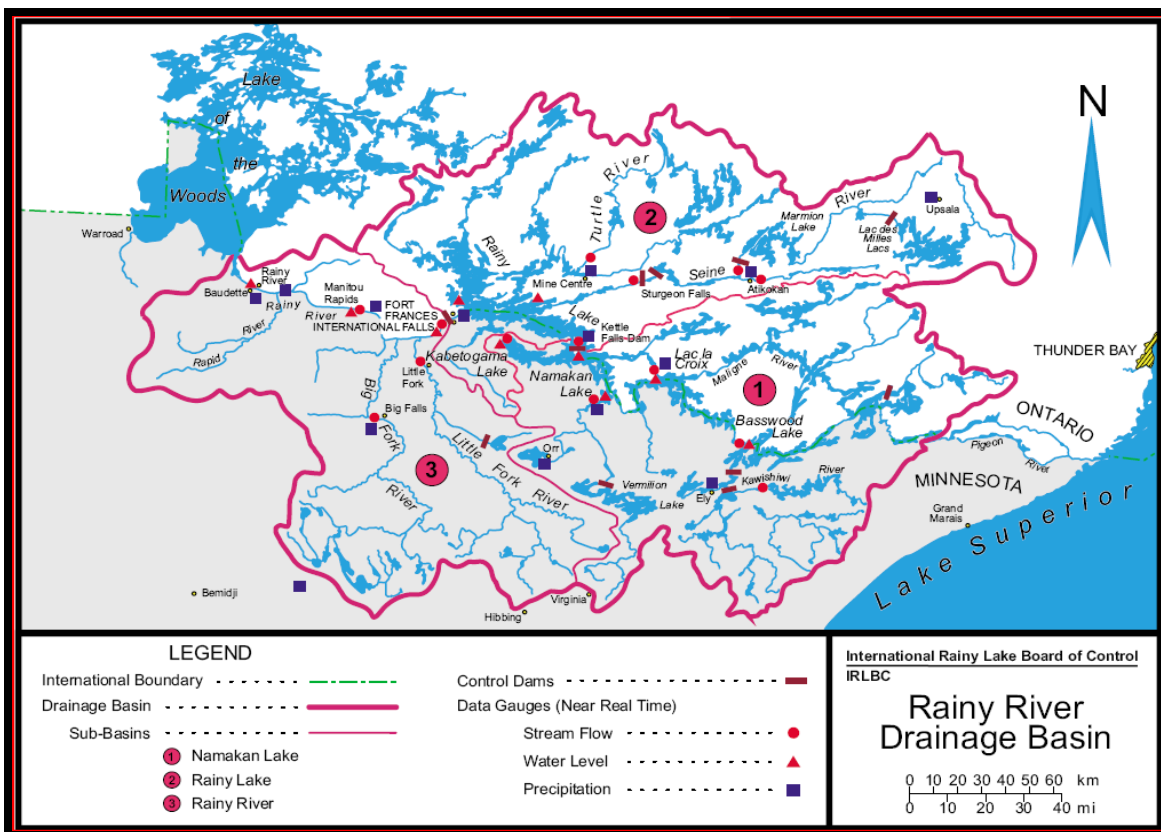 Lake
of
the
Woods
N
Warroad
Turtle
River
2
Marmion
Lake
River
Upsala
Lac des
Milles
Lacs
Rainy
Rainy
River
Baudette
Rainy
River
Manitou
Rapids
FORT
FRANCES
INTERNATIONAL FALLS
Mine Centre
Seine
Sturgeon Falls
Atikokan
Lake
Kettle
Falls Dam
Rapid
River
Little
Fork
Kabetogama
Lake
Namakan
Lake
Lac la
Croix
Maligne
River
1
THUNDER BAY
Big
Fork
River
Big Falls
Basswood
Lake
ONTARIO
Pigeon
River
3
Little
Fork
River
Orr
Vermilion
Lake
Ely
Kawishiwi
River
MINNESOTA
Grand
Marais
Lake Superior
Bemidji
Hibbing
Virginia
LEGEND
International Boundary
Drainage Basin
Sub-Basins
1 Namakan Lake
2 Rainy Lake
3 Rainy River
Control Dams
Data Gauges (Near Real Time)
Stream Flow
Water Level
Precipitation
International Rainy Lake Board of Control
IRLBC
Rainy River
Drainage Basin
0 10 20 30 40 50 60 km
0 10 20 30 40 mi